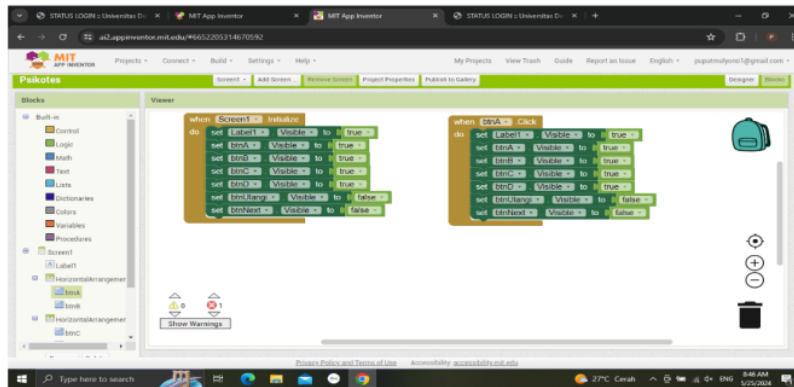 STATUS LOGIN :: Universitas Di
MIT App Inventor
MIT App Inventor
STATUS LOGIN :: Universitas Di
ai2.appinventor.mit.edu/#6652205314670592
MIT
APP INVENTOR
Projects
Connect
Build
Settings
Help
My Projects
View Trash
Guide
Report an Issue
English
pupotmulyono1@gmail.com
Psikotes
Screen1
Add Screen ...
Remove Screen
Project Properties
Publish to Gallery
Designer
Blocks
Blocks
Viewer
Built-in
Control
Logic
Math
Text
Lists
Dictionaries
Colors
Variables
Procedures
Screen1
Label1
HorizontalArrangemer
btnA
btnB
HorizontalArrangemer
btnC
when Screen1 Initialize
do set Label1 . Visible to true
set btnA . Visible to true
set btnB . Visible to true
set btnC . Visible to true
set btnD . Visible to true
set btnUlangi . Visible to false
set btnNext . Visible to false
when btnA . Click
do set Label1 . Visible to true
set btnA . Visible to true
set btnB . Visible to true
set btnC . Visible to true
set btnD . Visible to true
set btnUlangi . Visible to false
set btnNext . Visible to false
0
1
Show Warnings
Privacy Policy and Terms of Use
Accessibility: accessibility.mit.edu
Type here to search
27°C Cerah
ENG
8:46 AM
5/25/2024